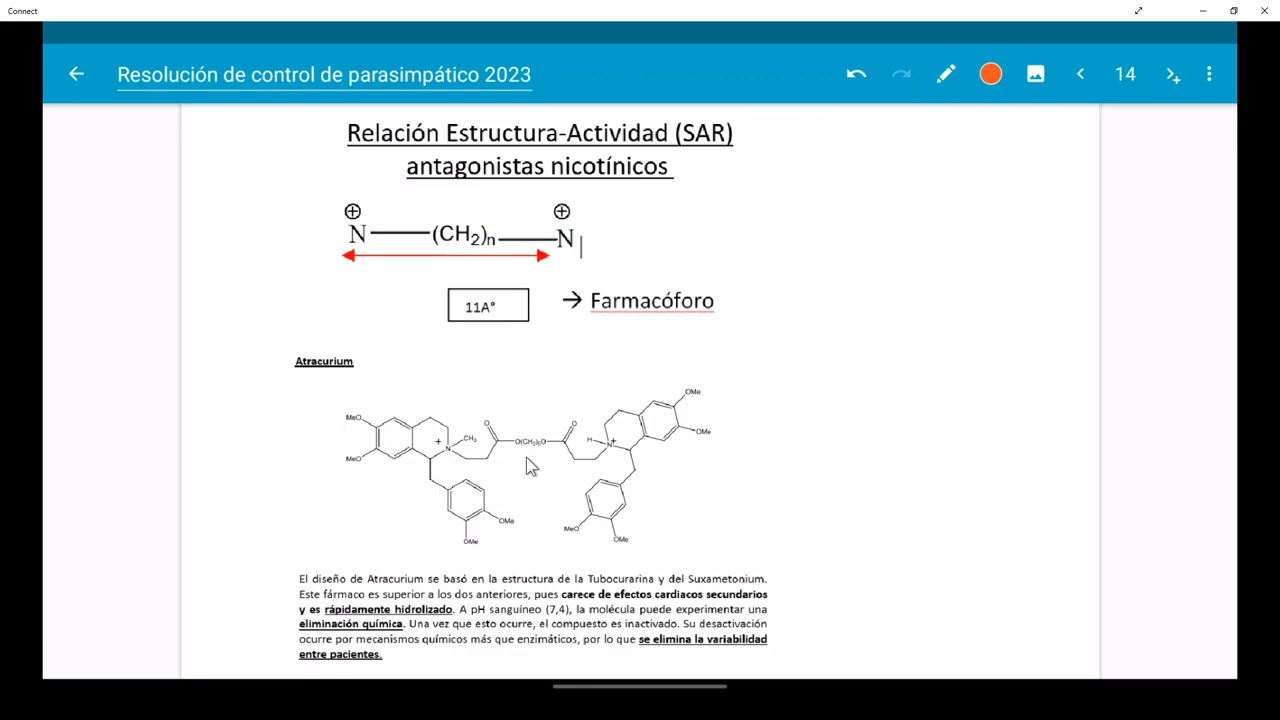 Connect
Resolución de control de parasimpático 2023
14
Relación Estructura-Actividad (SAR)
antagonistas nicotínicos
⊕ ⊕
N—(CH₂)ₙ—N
11A°
→ Farmacóforo
Atracurium
OMe
MeO
O
O
CH₃
+
N
O(CH₂)₅O
H
N
+
OMe
MeO
OMe
MeO
OMe
OMe
El diseño de Atracurium se basó en la estructura de la Tubocurarina y del Suxametonium.
Este fármaco es superior a los dos anteriores, pues carece de efectos cardiacos secundarios
y es rápidamente hidrolizado. A pH sanguíneo (7,4), la molécula puede experimentar una
eliminación química. Una vez que esto ocurre, el compuesto es inactivado. Su desactivación
ocurre por mecanismos químicos más que enzimáticos, por lo que se elimina la variabilidad
entre pacientes.